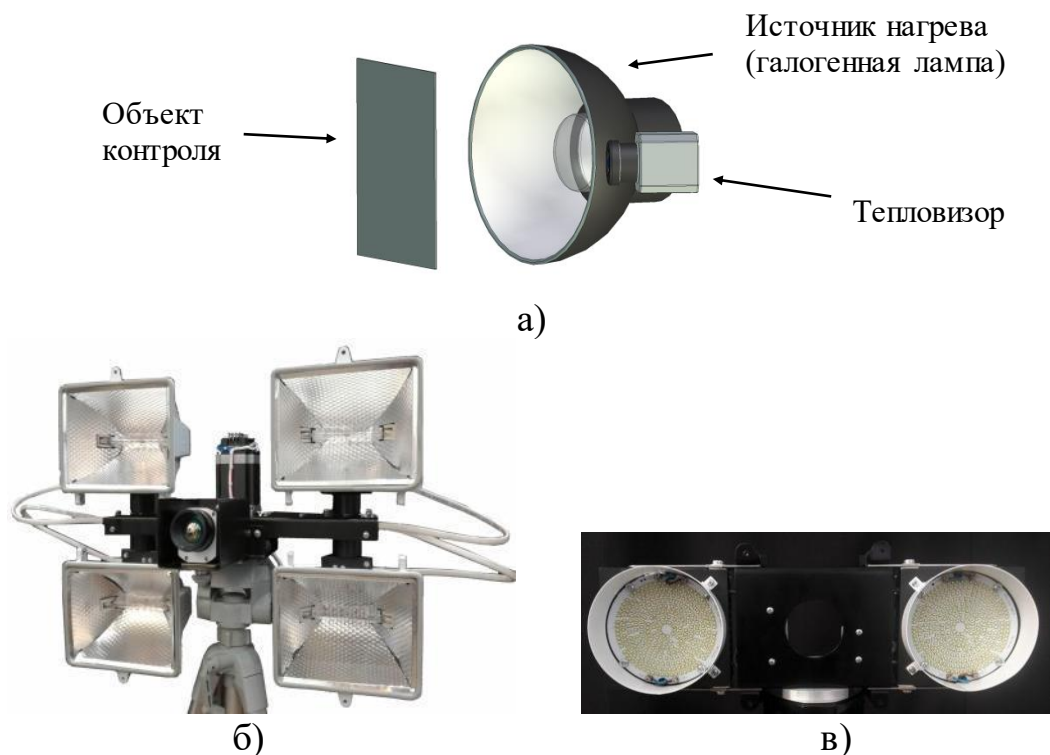 Источник нагрева
(галогенная лампа)
Объект
контроля
Тепловизор
а)
б)
в)